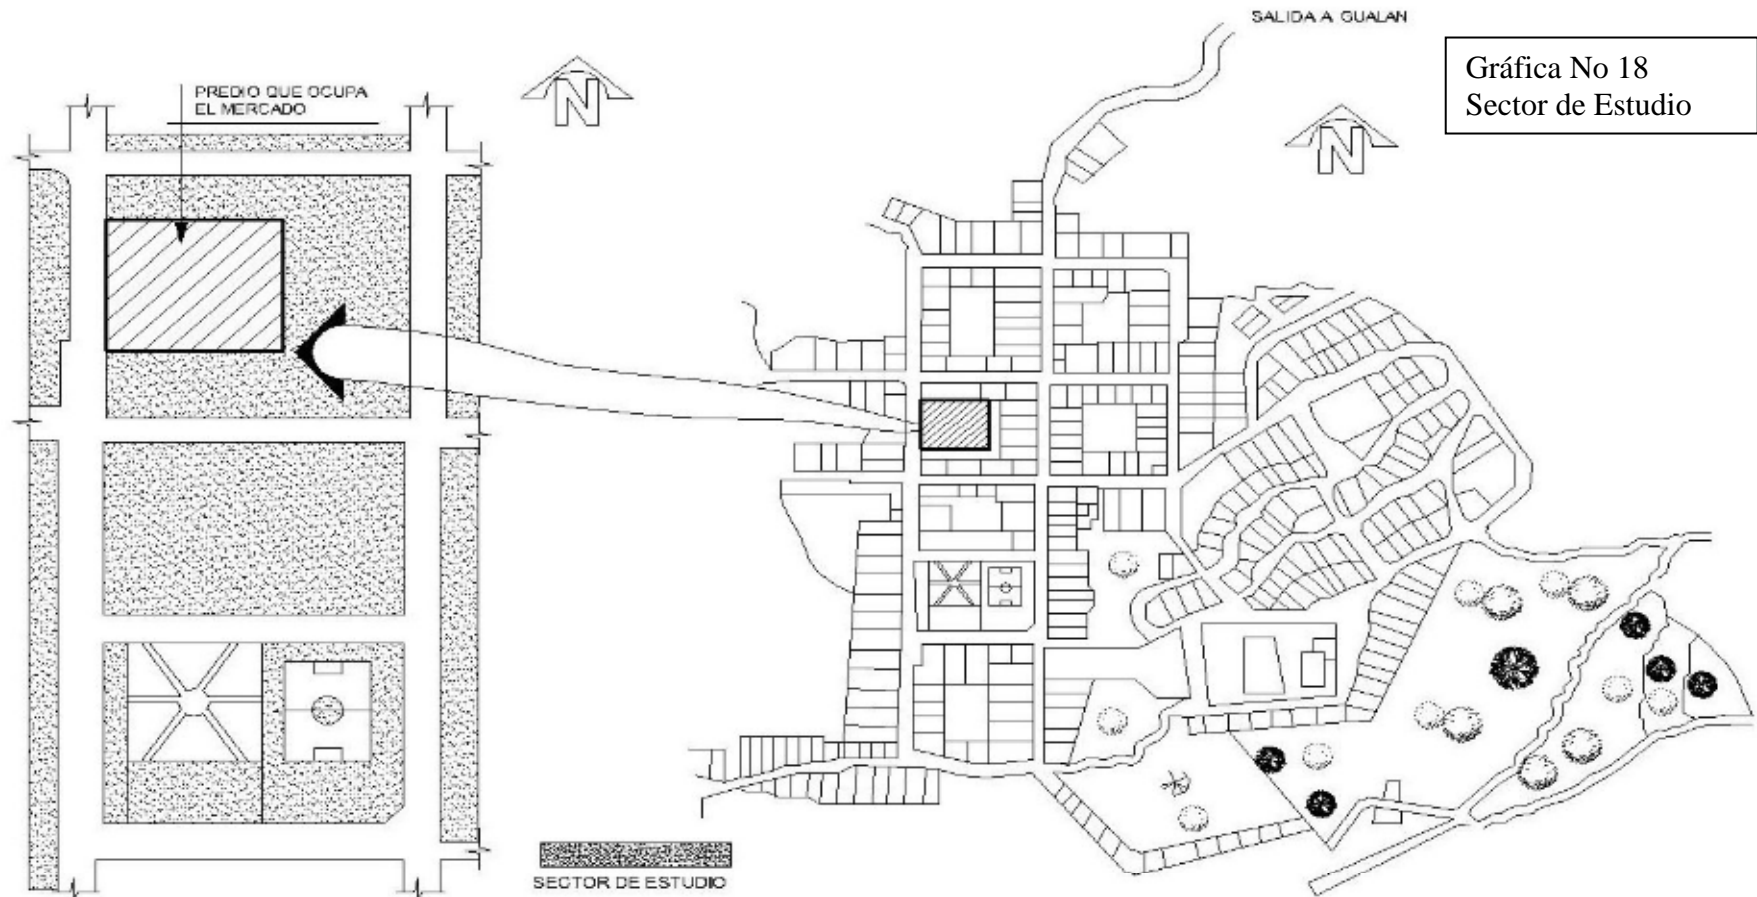 SALIDA A GUALAN
Gráfica No 18
Sector de Estudio
PREDIO QUE OCUPA
EL MERCADO
N
N
SECTOR DE ESTUDIO